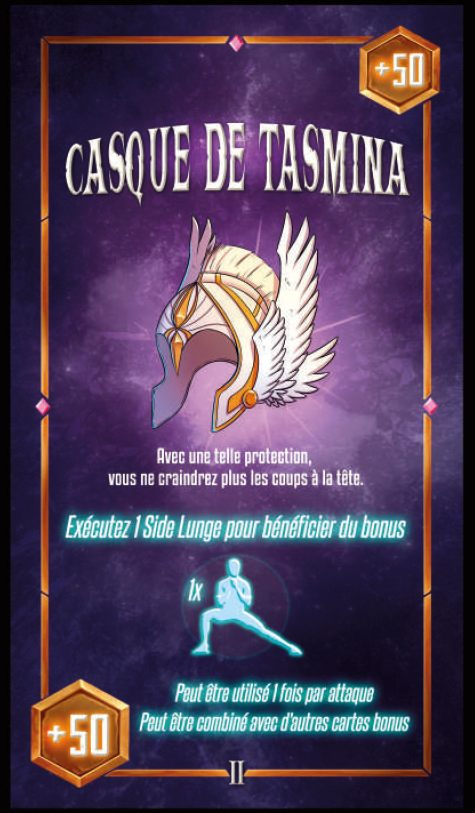 +50
CASQUE DE TASMINA
Avec une telle protection,
vous ne craindrez plus les coups à la tête.
Exécutez 1 Side Lunge pour bénéficier du bonus
1x
Peut être utilisé 1 fois par attaque
Peut être combiné avec d'autres cartes bonus
+50
II